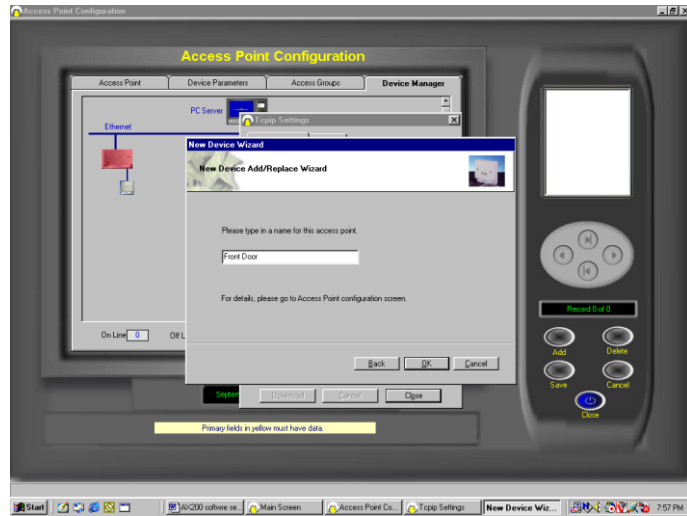 Access Point Configuration
Access Point Configuration
Access Point
Device Parameters
Access Groups
Device Manager
PC Server
Ethernet
Tcpip Settings
New Device Wizard
New Device Add/Replace Wizard
Please type in a name for this access point.
Front Door
For details, please go to Access Point configuration screen.
Back
OK
Cancel
On Line
0
Off L
Septem
Download
Cancel
Close
Primary fields in yellow must have data.
Record 0 of 0
Add
Delete
Save
Cancel
Close
Start
AX200 softwre se...
Main Screen
Access Point Co...
Tcpip Settings
New Device Wiz...
7:57 PM